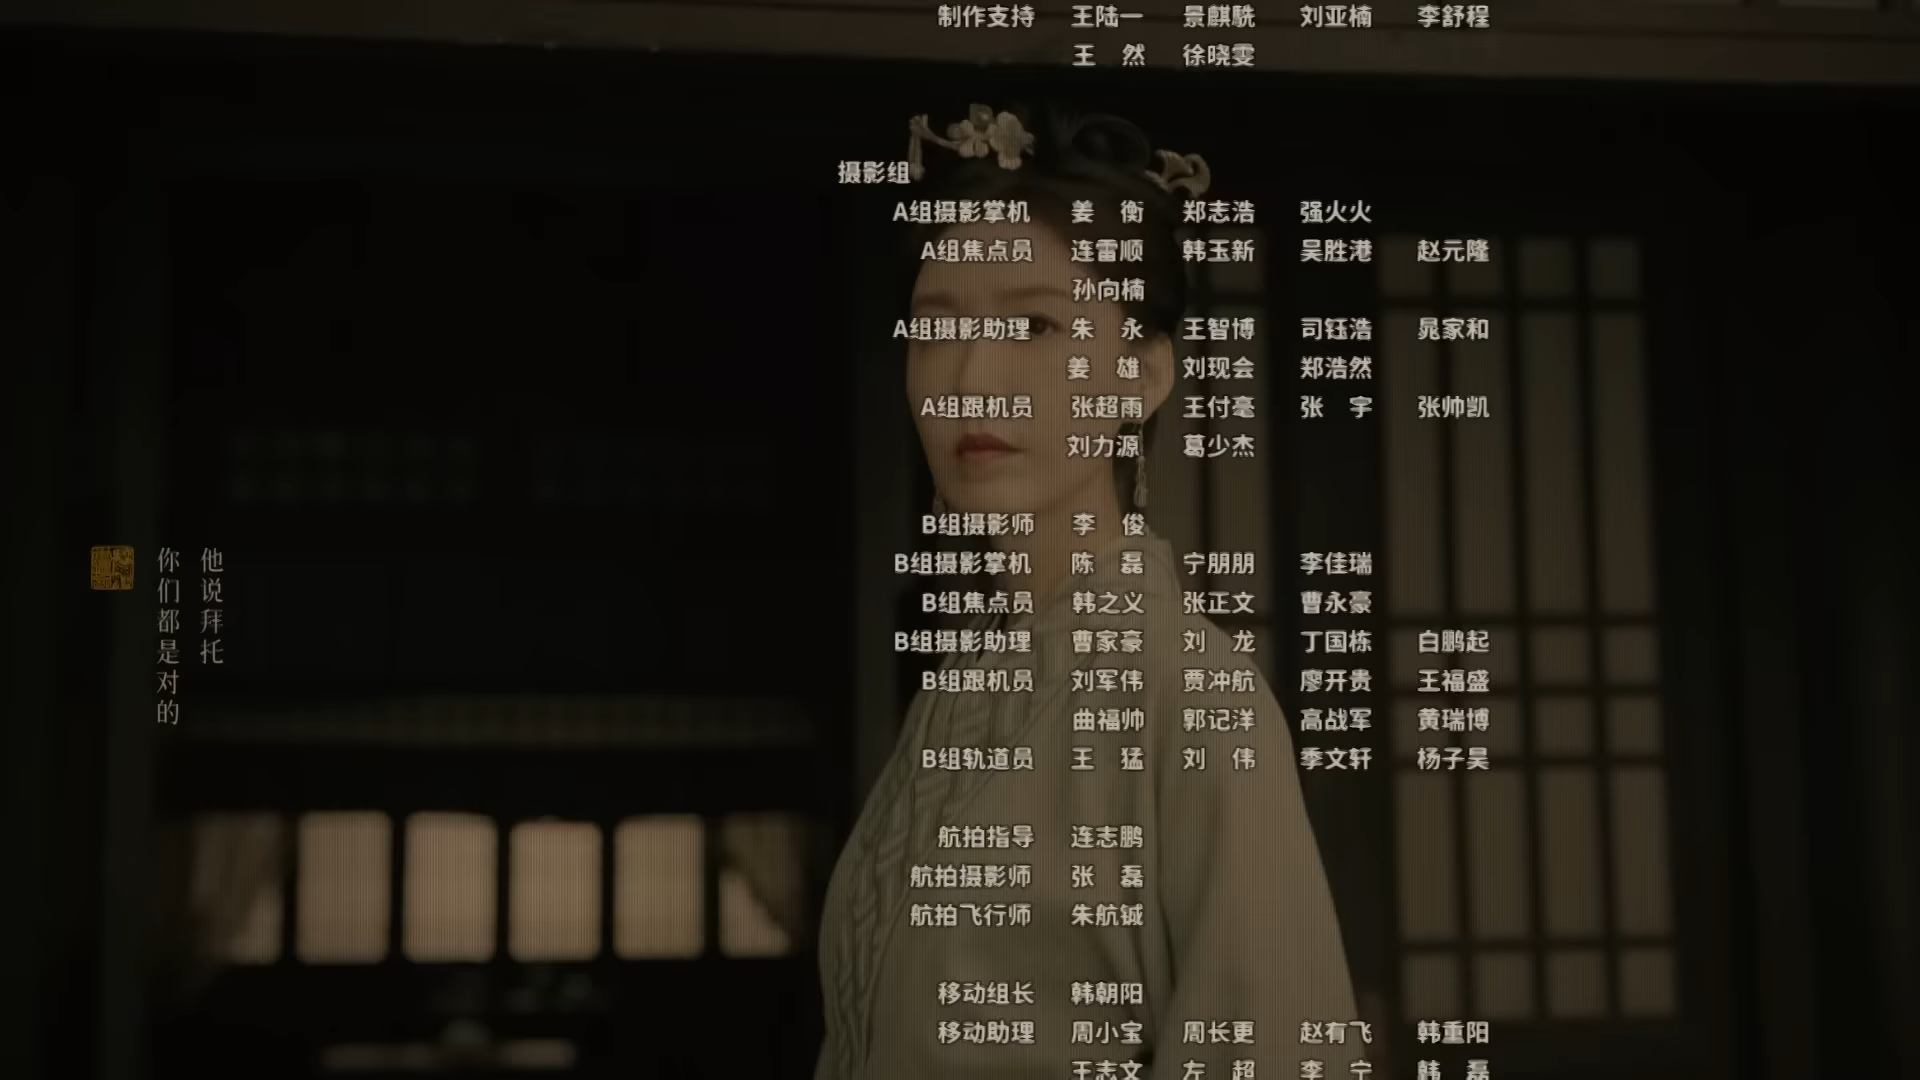 制作支持 王陆一 景麒駪 刘亚楠 李舒程
王 然 徐晓雯
摄影组
A组摄影掌机 姜 衡 郑志浩 强火火
A组焦点员 连雷顺 韩玉新 吴胜港 赵元隆
孙向楠
A组摄影助理 朱 永 王智博 司钰浩 晁家和
姜 雄 刘现会 郑浩然
A组跟机员 张超雨 王付毫 张 宇 张帅凯
刘力源 葛少杰
B组摄影师 李 俊
B组摄影掌机 陈 磊 宁朋朋 李佳瑞
B组焦点员 韩之义 张正文 曹永豪
B组摄影助理 曹家豪 刘 龙 丁国栋 白鹏起
B组跟机员 刘军伟 贾冲航 廖开贵 王福盛
曲福帅 郭记洋 高战军 黄瑞博
B组轨道员 王 猛 刘 伟 季文轩 杨子昊
航拍指导 连志鹏
航拍摄影师 张 磊
航拍飞行师 朱航铖
移动组长 韩朝阳
移动助理 周小宝 周长更 赵有飞 韩重阳
王志文 左 超 李 宁 韩 磊
他说拜托
你们都是对的